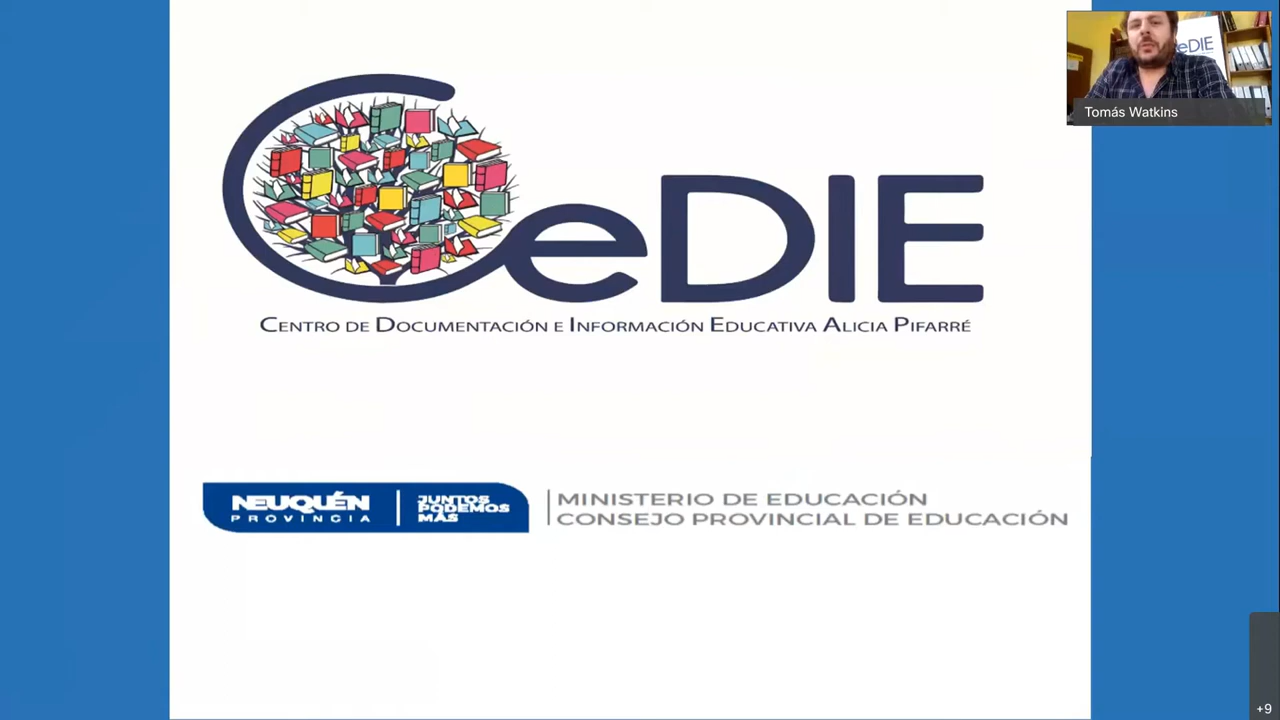 CeDIE
CENTRO DE DOCUMENTACIÓN E INFORMACIÓN EDUCATIVA ALICIA PIFARRÉ
NEUQUÉN
PROVINCIA
JUNTOS
PODEMOS
MÁS
MINISTERIO DE EDUCACIÓN
CONSEJO PROVINCIAL DE EDUCACIÓN
eDIE
Tomás Watkins
+9